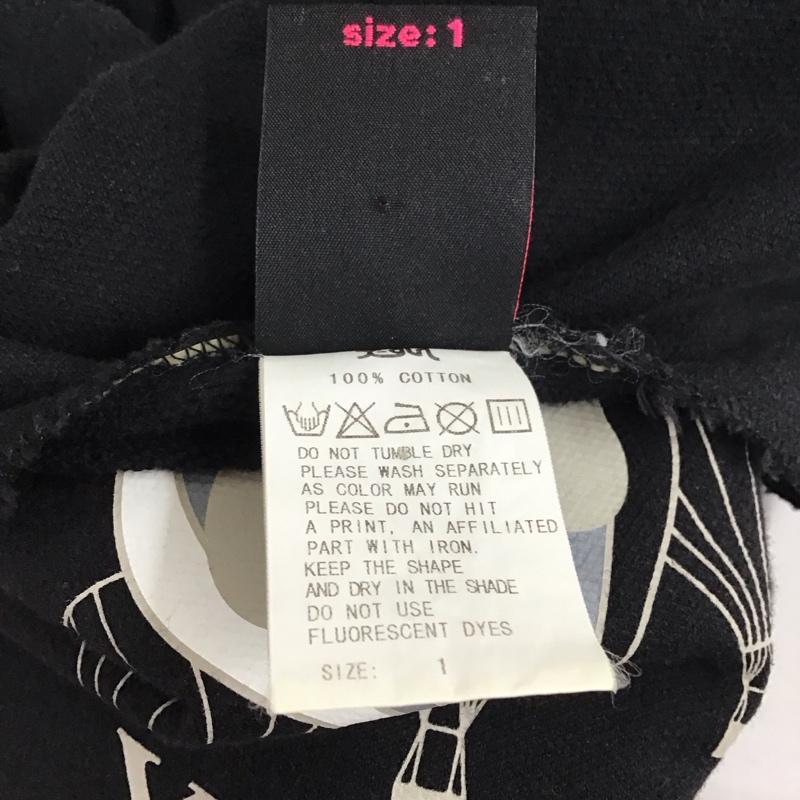 size: 1
100% COTTON
DO NOT TUMBLE DRY
PLEASE WASH SEPARATELY
AS COLOR MAY RUN
PLEASE DO NOT HIT
A PRINT, AN AFFILIATED
PART WITH IRON.
KEEP THE SHAPE
AND DRY IN THE SHADE
DO NOT USE
FLUORESCENT DYES
SIZE: 1